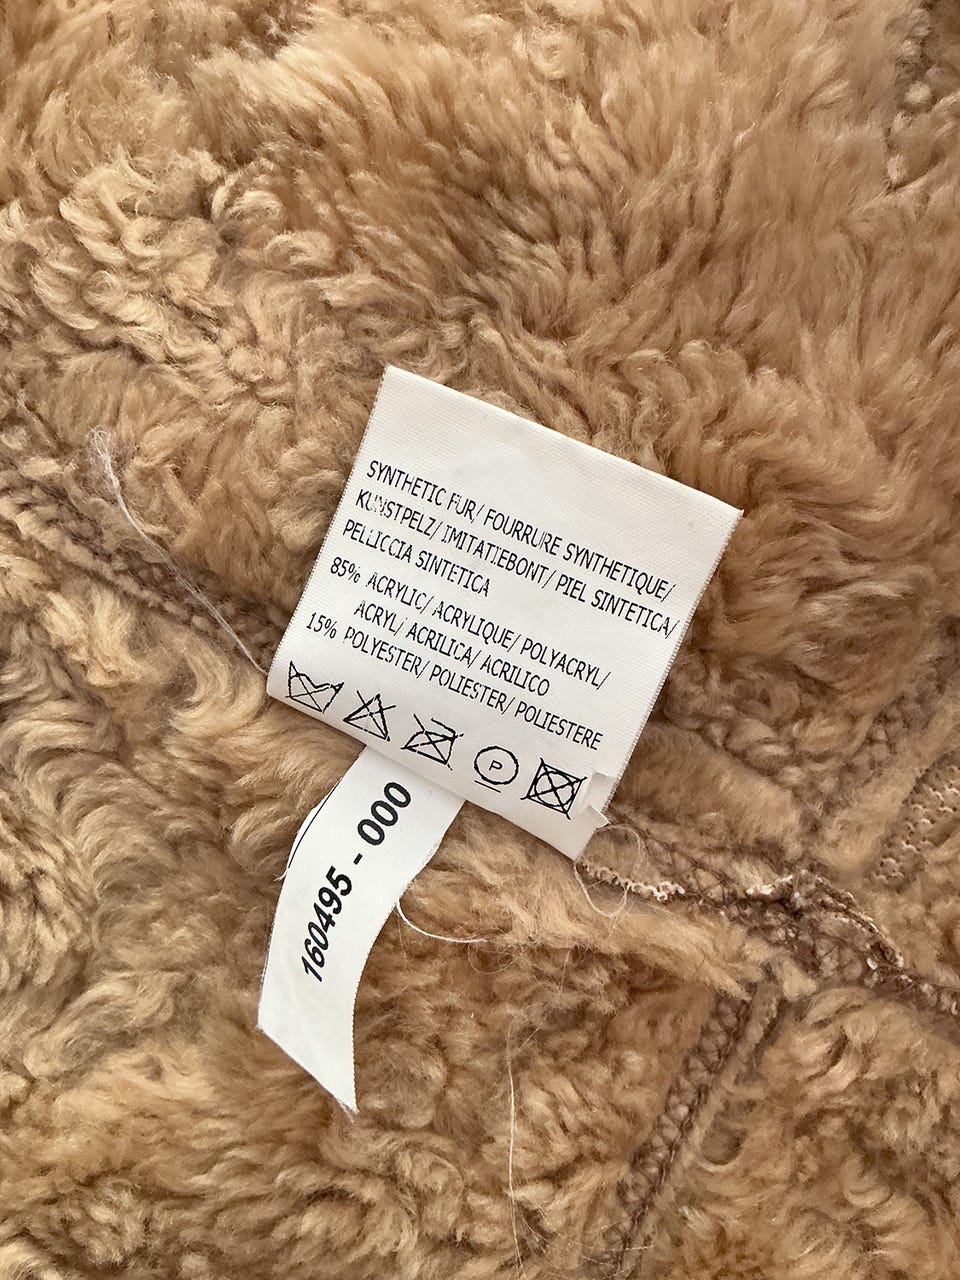 SYNTHETIC FUR/ FOURRURE SYNTHETIQUE/
KUNSTPELZ/ IMITATIEBONT/ PIEL SINTETICA/
PELLICCIA SINTETICA
85% ACRYLIC/ ACRYLIQUE/ POLYACRYL/
ACRYL/ ACRILICA/ ACRILICO
15% POLYESTER/ POLIESTER/ POLIESTERE
P
160495 - 000